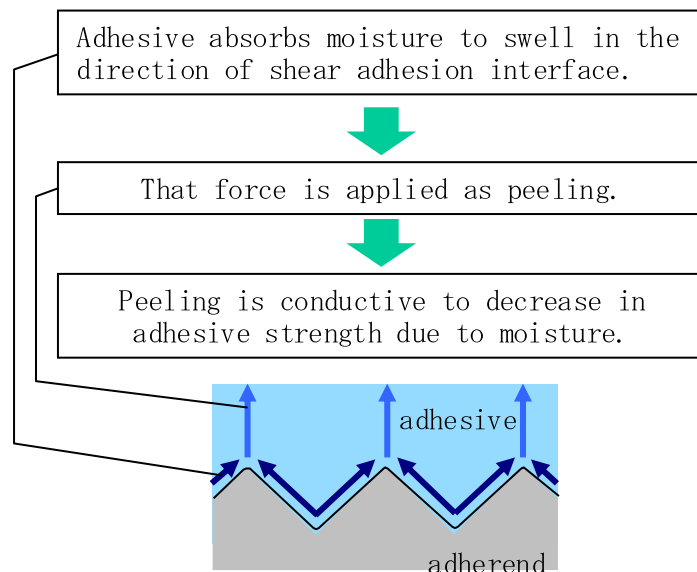 Adhesive absorbs moisture to swell in the
direction of shear adhesion interface.
That force is applied as peeling.
Peeling is conductive to decrease in
adhesive strength due to moisture.
adhesive
adherend